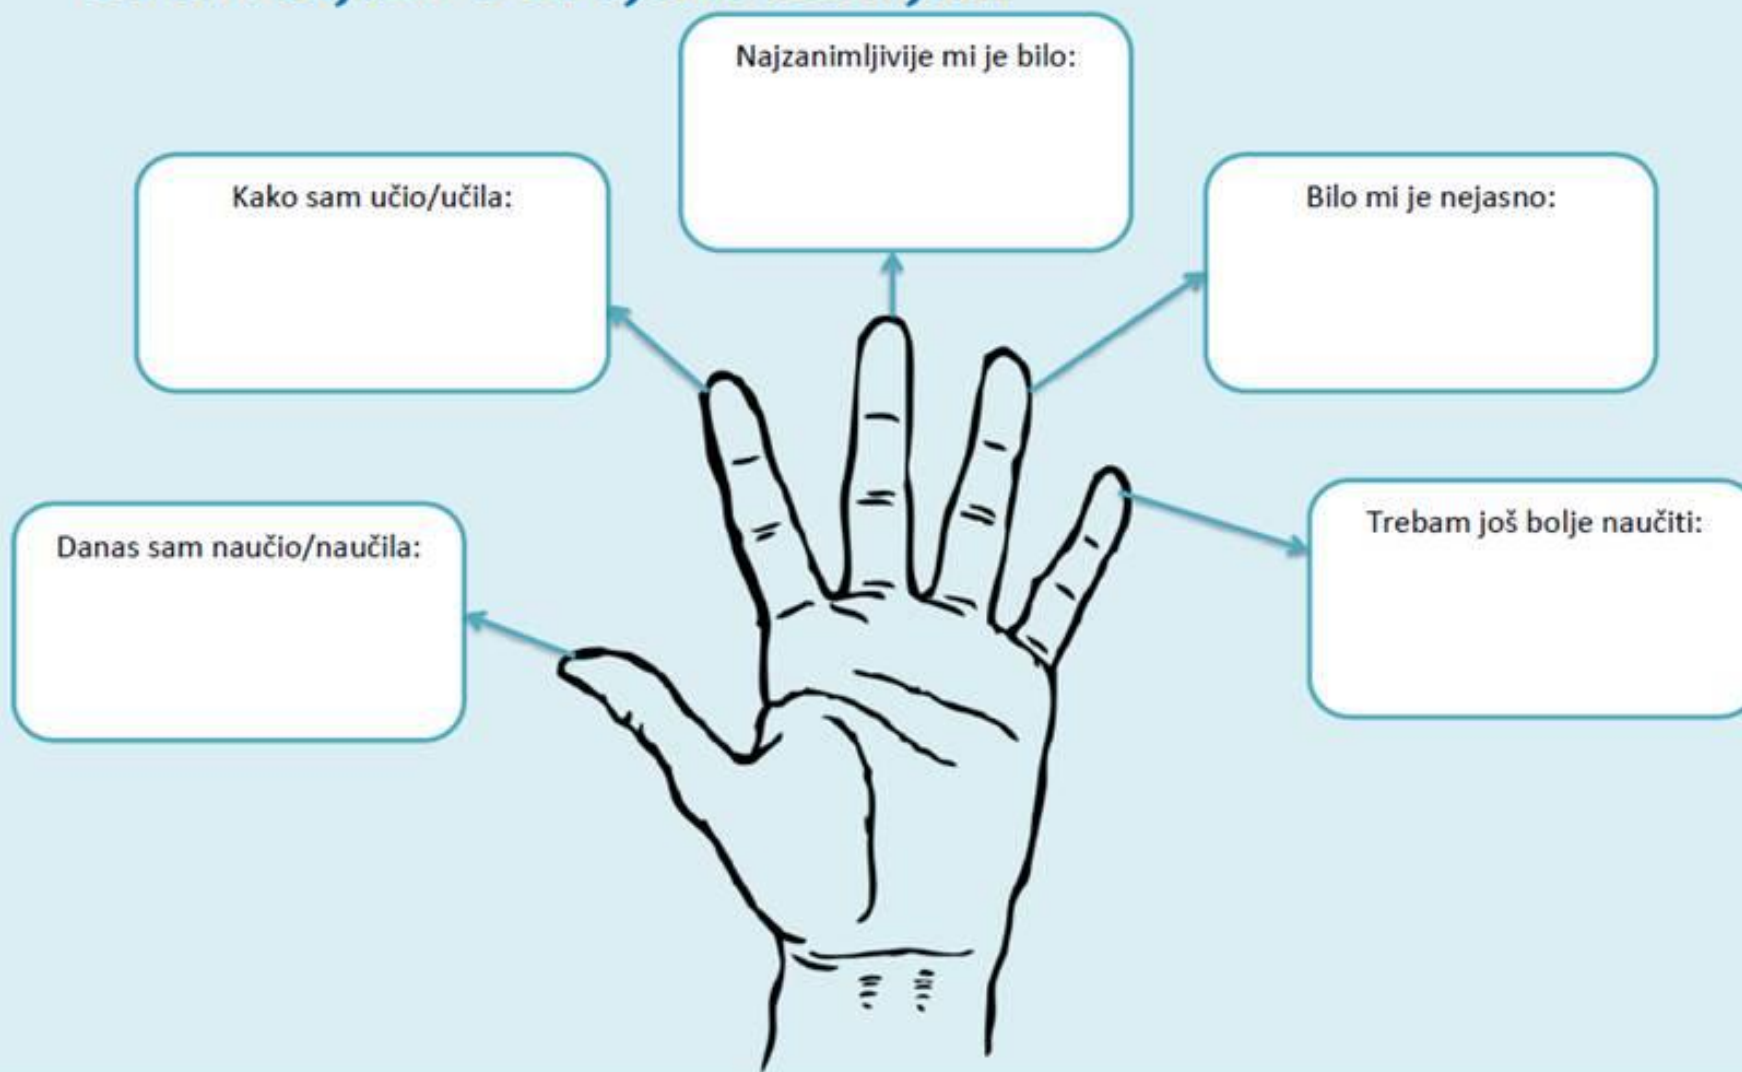 Najzanimljivije mi je bilo:
Kako sam učio/učila:
Bilo mi je nejasno:
Danas sam naučio/naučila:
Trebam još bolje naučiti: